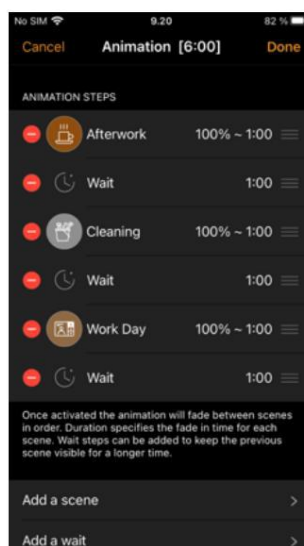 No SIM 9.20 82 %
Cancel Animation [6:00] Done
ANIMATION STEPS
Afterwork 100% ~ 1:00
Wait 1:00
Cleaning 100% ~ 1:00
Wait 1:00
Work Day 100% ~ 1:00
Wait 1:00
Once activated the animation will fade between scenes
in order. Duration specifies the fade in time for each
scene. Wait steps can be added to keep the previous
scene visible for a longer time.
Add a scene
Add a wait